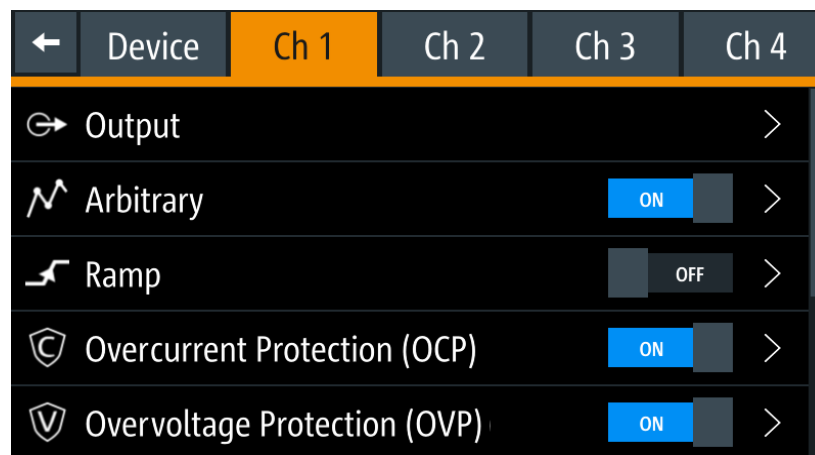 Device Ch 1 Ch 2 Ch 3 Ch 4
Output
Arbitrary ON
Ramp OFF
Overcurrent Protection (OCP) ON
Overvoltage Protection (OVP) ON